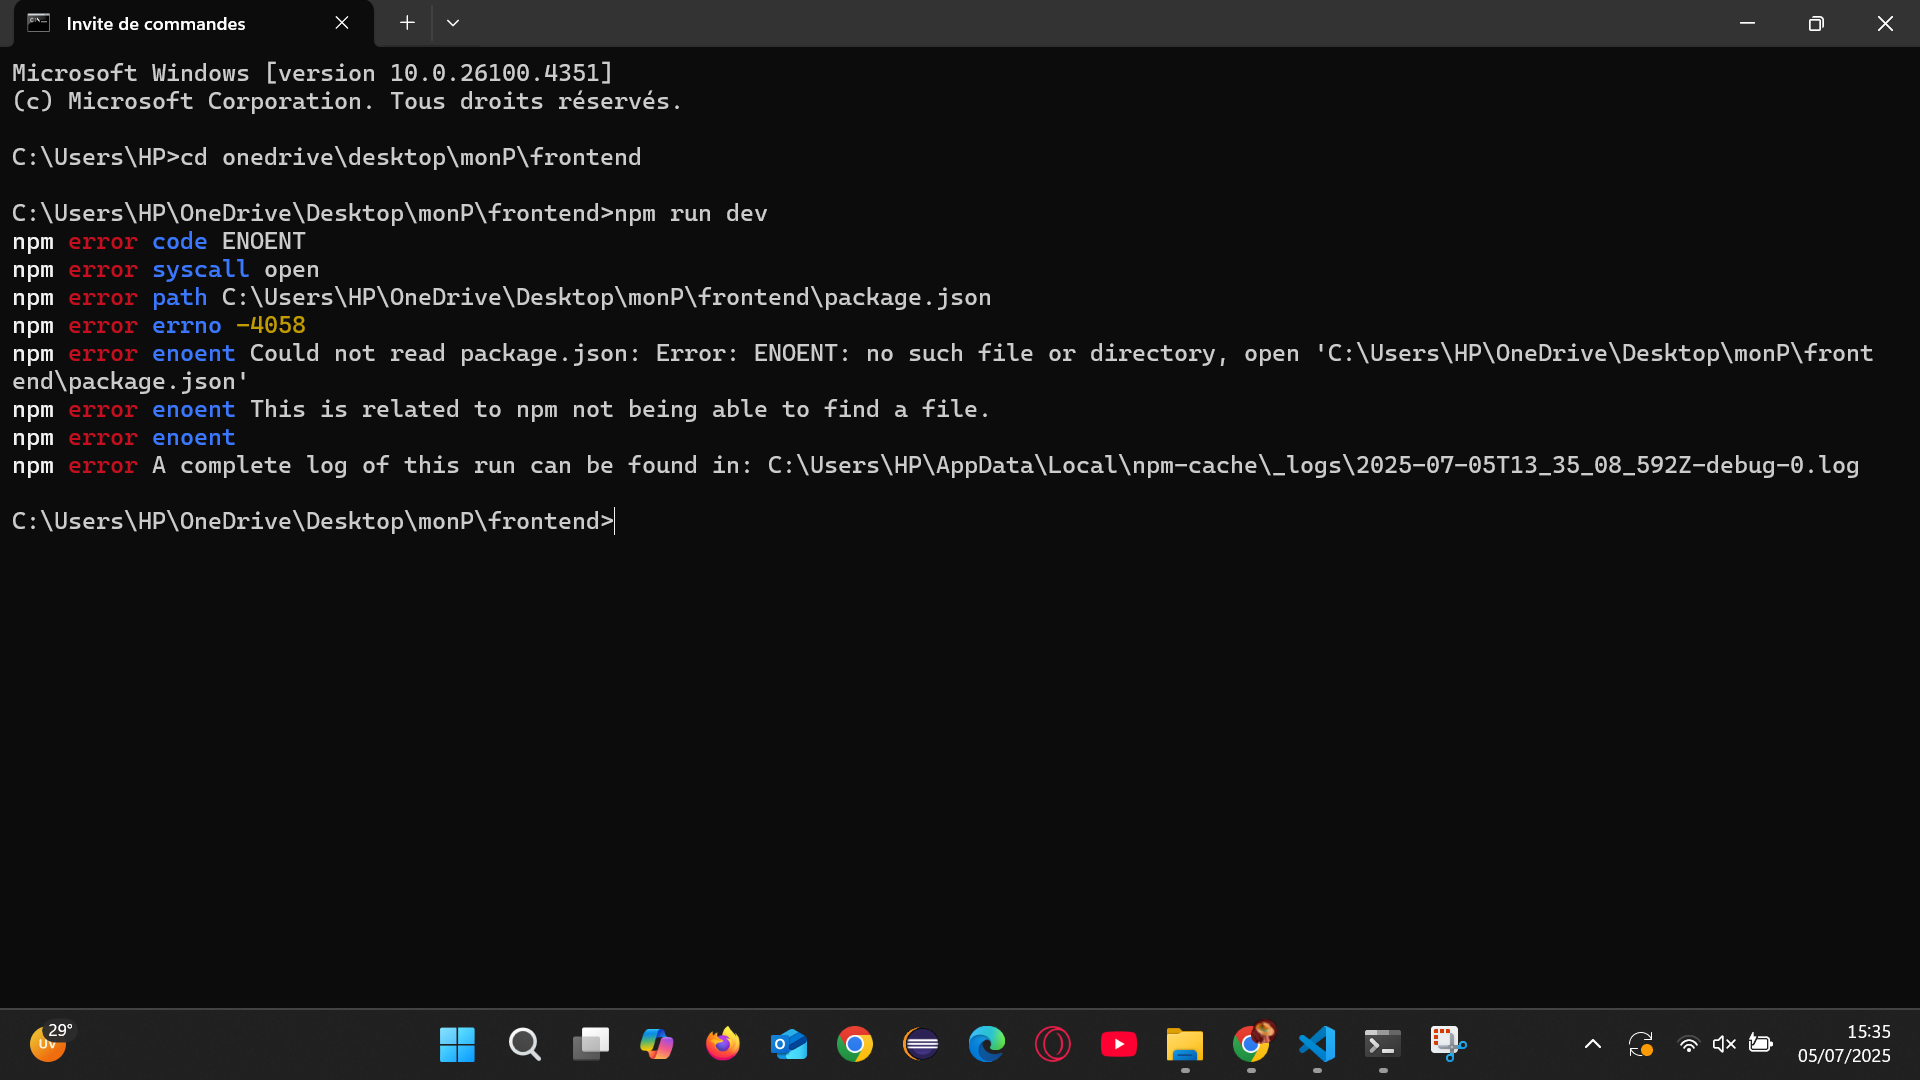 Invite de commandes
Microsoft Windows [version 10.0.26100.4351]
(c) Microsoft Corporation. Tous droits réservés.
C:\Users\HP>cd onedrive\desktop\monP\frontend
C:\Users\HP\OneDrive\Desktop\monP\frontend>npm run dev
npm error code ENOENT
npm error syscall open
npm error path C:\Users\HP\OneDrive\Desktop\monP\frontend\package.json
npm error errno -4058
npm error enoent Could not read package.json: Error: ENOENT: no such file or directory, open 'C:\Users\HP\OneDrive\Desktop\monP\front
end\package.json'
npm error enoent This is related to npm not being able to find a file.
npm error enoent
npm error A complete log of this run can be found in: C:\Users\HP\AppData\Local\npm-cache\_logs\2025-07-05T13_35_08_592Z-debug-0.log
C:\Users\HP\OneDrive\Desktop\monP\frontend>
29°
UV
15:35
05/07/2025